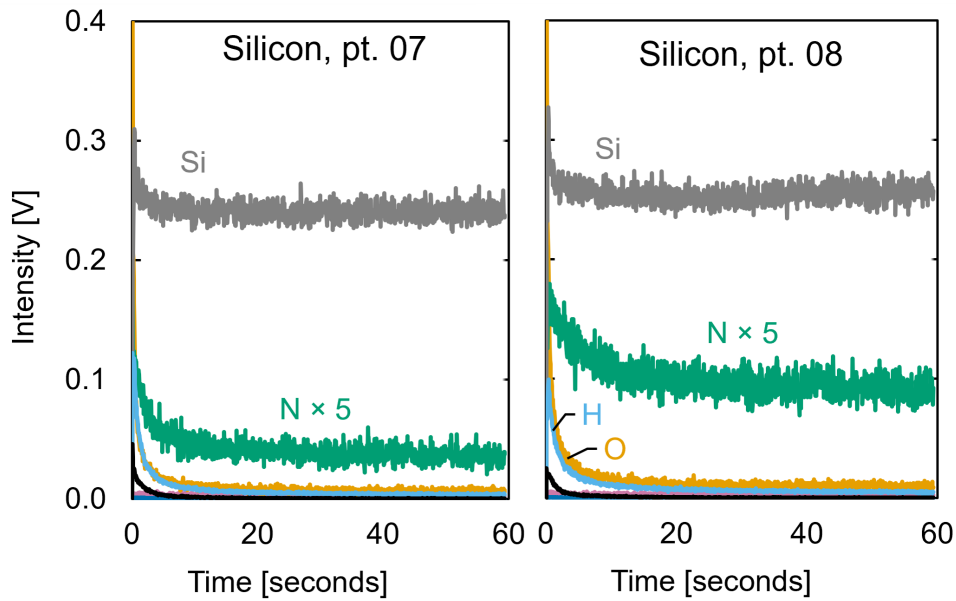 Silicon, pt. 07
Silicon, pt. 08
Intensity [V]
0.4
0.3
0.2
0.1
0.0
Si
N × 5
Si
N × 5
H
O
0 20 40 60
0 20 40 60
Time [seconds]
Time [seconds]